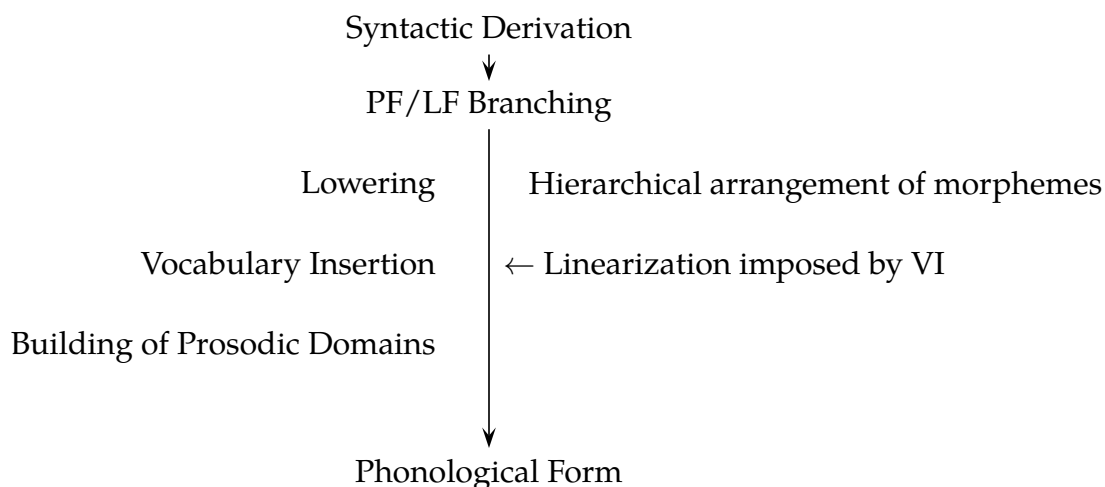 Syntactic Derivation
PF/LF Branching
Lowering Hierarchical arrangement of morphemes
Vocabulary Insertion ← Linearization imposed by VI
Building of Prosodic Domains
Phonological Form